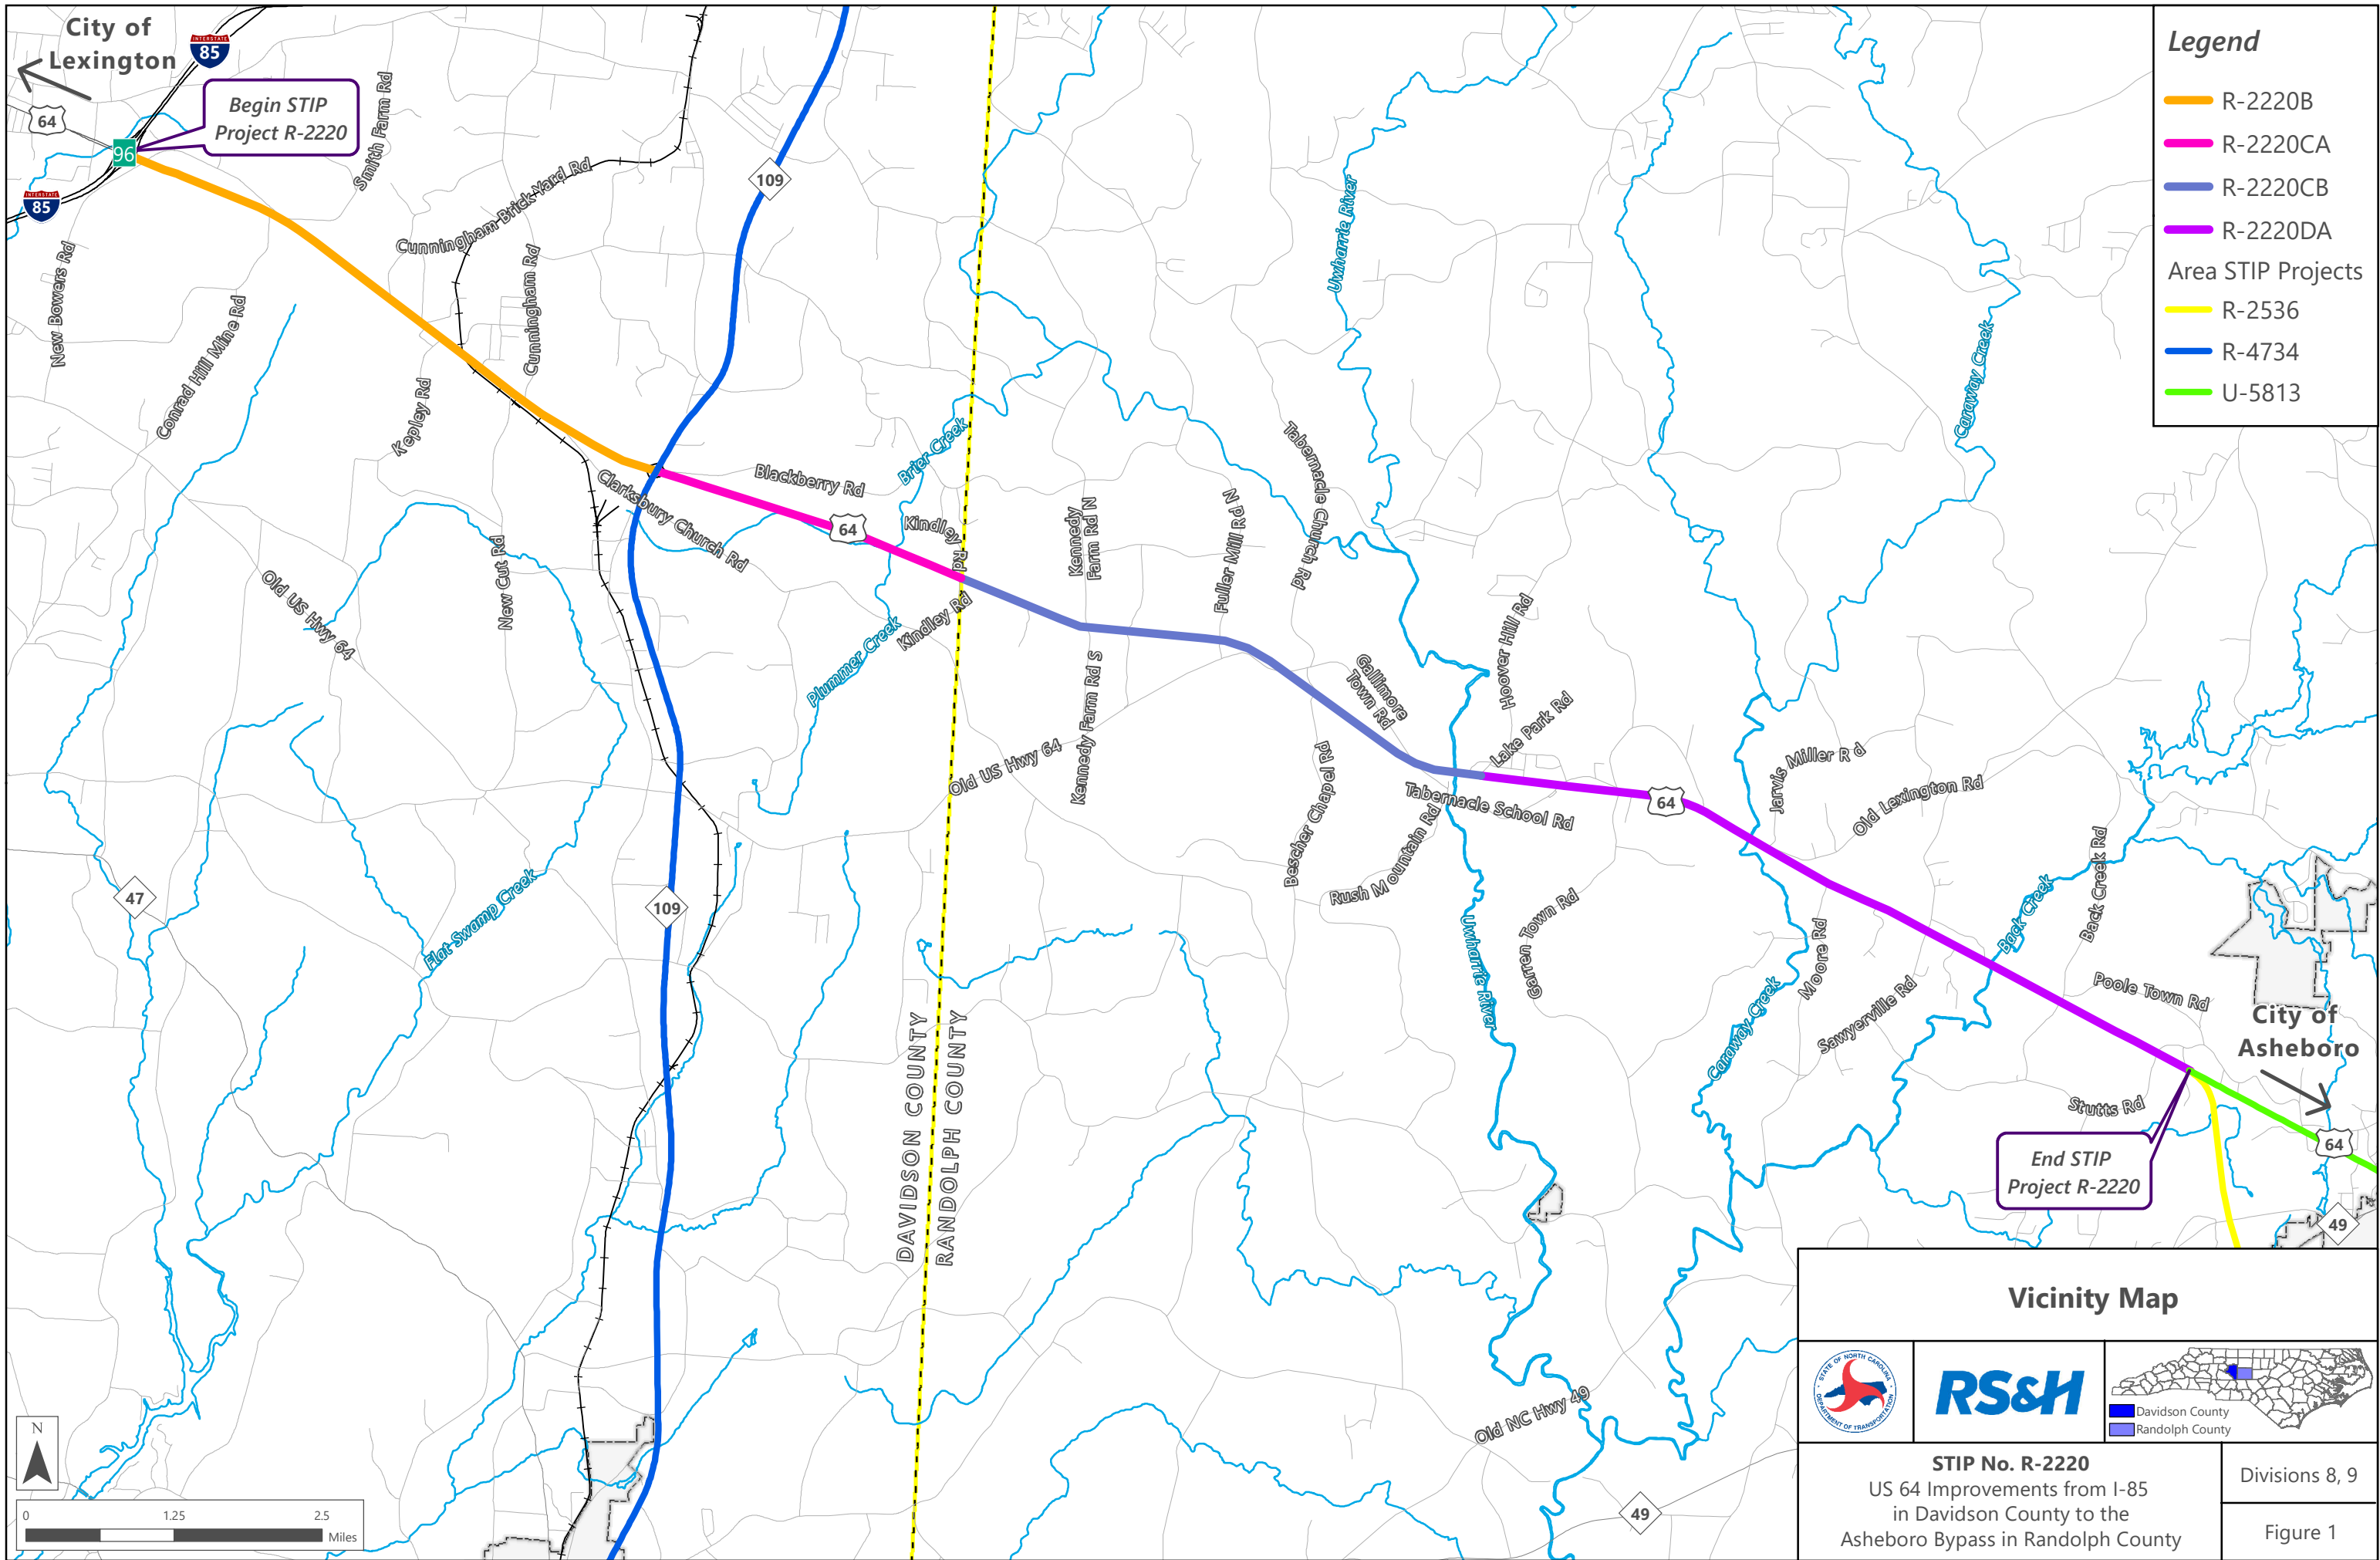 City of
Lexington
INTERSTATE
85
64
Begin STIP
Project R-2220
96
INTERSTATE
85
Smith Farm Rd
Cunningham Brick Yard Rd
109
New Bowers Rd
Conrad Hill Mine Rd
Cunningham Rd
Kepley Rd
Uwharrie River
Caraway Creek
Brier Creek
Blackberry Rd
Clarksbury Church Rd
64
Kindley Rd
Kindley Rd
Kennedy
Farm Rd N
Fuller Mill Rd N
Tabernacle Church Rd
Old US Hwy 64
New Cut Rd
Plummer Creek
Kennedy Farm Rd S
Old US Hwy 64
Gallimore
Town Rd
Hoover Hill Rd
Lake Park Rd
Bescher Chapel Rd
Tabernacle School Rd
Rush Mountain Rd
64
Jarvis Miller Rd
Old Lexington Rd
Back Creek Rd
Back Creek
47
Flat Swamp Creek
109
Uwharrie River
Garren Town Rd
Caraway Creek
Moore Rd
Sawyerville Rd
Poole Town Rd
City of
Asheboro
DAVIDSON COUNTY
RANDOLPH COUNTY
Stutts Rd
End STIP
Project R-2220
64
49
Old NC Hwy 49
49
N
0 1.25 2.5
Miles
Legend
R-2220B
R-2220CA
R-2220CB
R-2220DA
Area STIP Projects
R-2536
R-4734
U-5813
Vicinity Map
STATE OF NORTH CAROLINA
DEPARTMENT OF TRANSPORTATION
RS&H
Davidson County
Randolph County
STIP No. R-2220
US 64 Improvements from I-85
in Davidson County to the
Asheboro Bypass in Randolph County
Divisions 8, 9
Figure 1